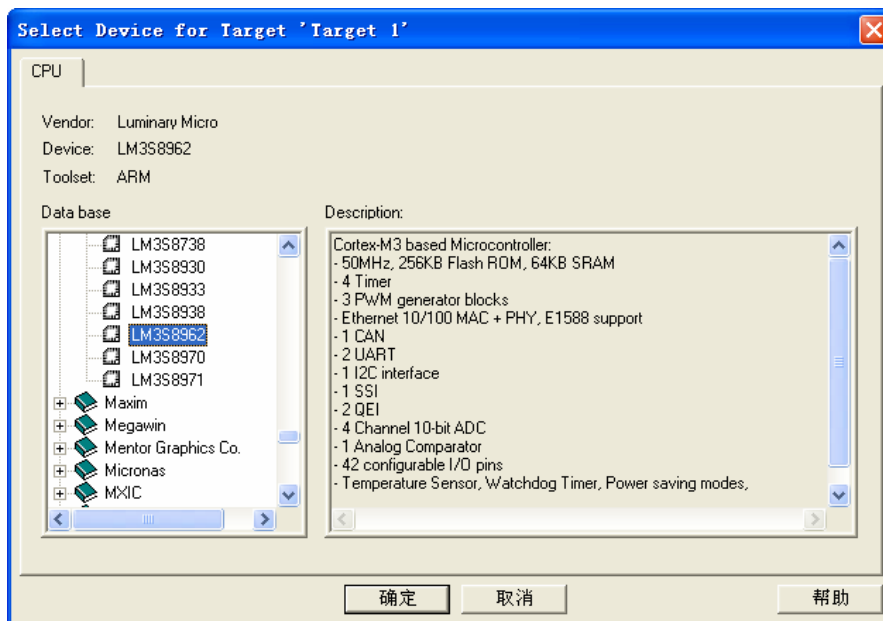 Select Device for Target 'Target 1'
CPU
Vendor: Luminary Micro
Device: LM3S8962
Toolset: ARM
Data base
LM3S8738
LM3S8930
LM3S8933
LM3S8938
LM3S8962
LM3S8970
LM3S8971
Maxim
Megawin
Mentor Graphics Co.
Micronas
MXIC
Description:
Cortex-M3 based Microcontroller:
- 50MHz, 256KB Flash ROM, 64KB SRAM
- 4 Timer
- 3 PWM generator blocks
- Ethernet 10/100 MAC + PHY, E1588 support
- 1 CAN
- 2 UART
- 1 I2C interface
- 1 SSI
- 2 QEI
- 4 Channel 10-bit ADC
- 1 Analog Comparator
- 42 configurable I/O pins
- Temperature Sensor, Watchdog Timer, Power saving modes,
确定
取消
帮助